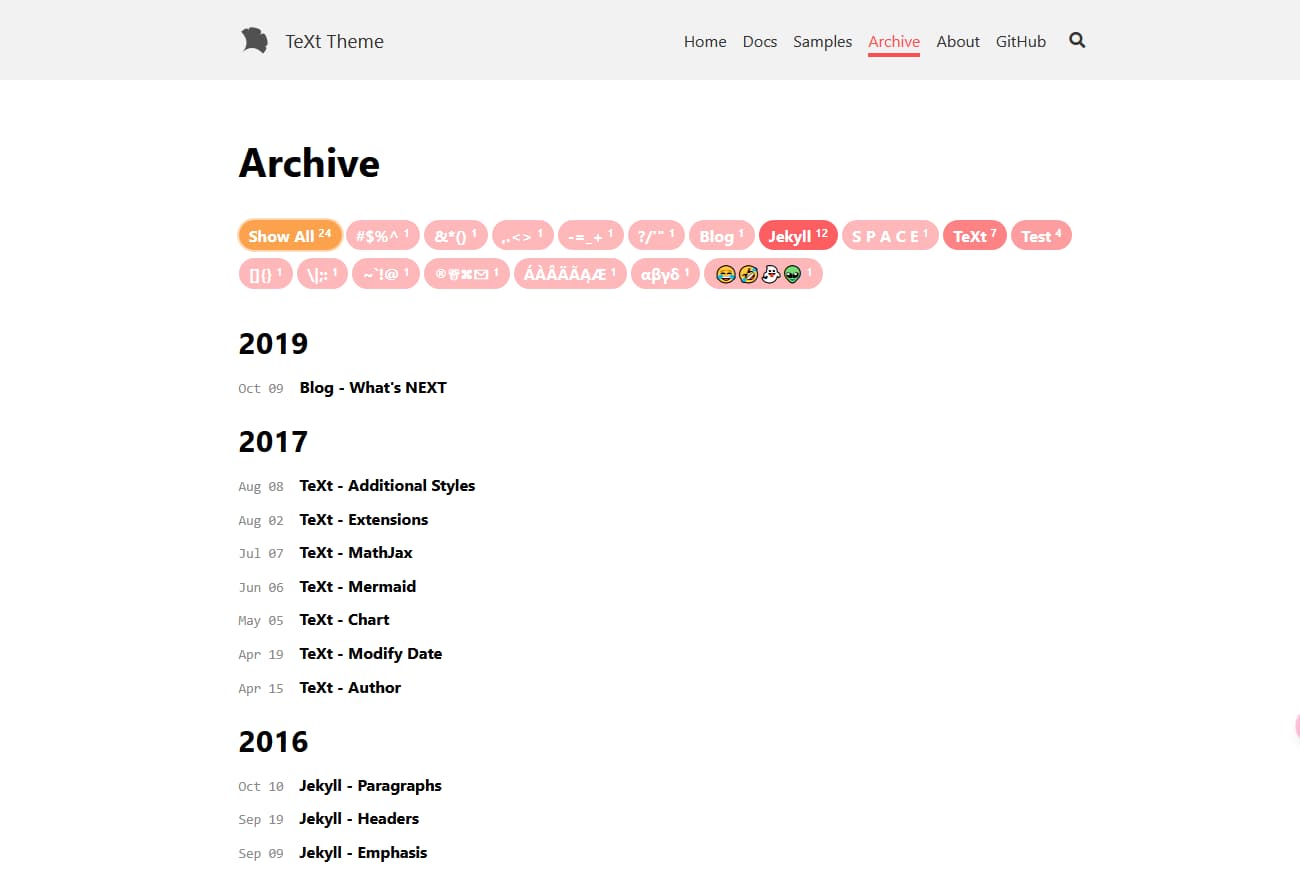 TeXt Theme
Home Docs Samples Archive About GitHub
Archive
Show All 24 #$%^ 1 &*() 1 ,.<> 1 -=_+ 1 ?/'" 1 Blog 1 Jekyll 12 S P A C E 1 TeXt 7 Test 4
[]{} 1 \|;: 1 ~`!@ 1 1 ÁÀÂÄÃĄÆ 1 αβγδ 1 😂🤣👻👽 1
2019
Oct 09 Blog - What's NEXT
2017
Aug 08 TeXt - Additional Styles
Aug 02 TeXt - Extensions
Jul 07 TeXt - MathJax
Jun 06 TeXt - Mermaid
May 05 TeXt - Chart
Apr 19 TeXt - Modify Date
Apr 15 TeXt - Author
2016
Oct 10 Jekyll - Paragraphs
Sep 19 Jekyll - Headers
Sep 09 Jekyll - Emphasis